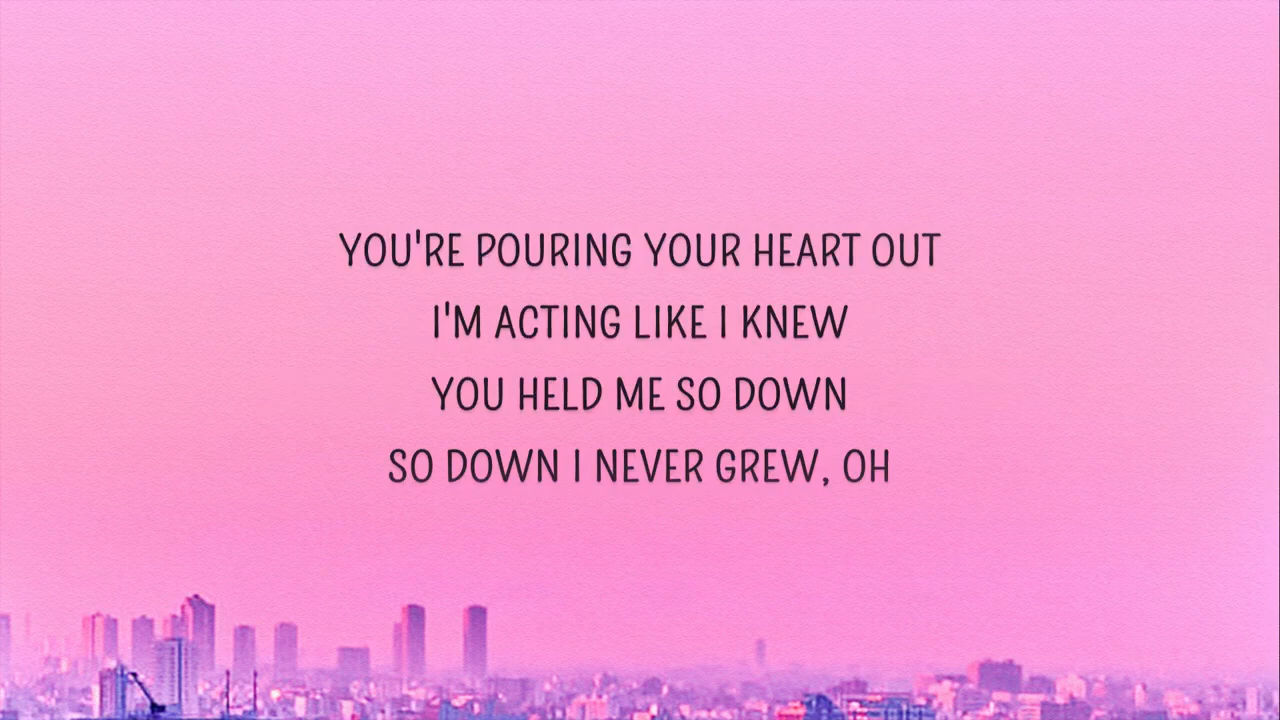 YOU'RE POURING YOUR HEART OUT
I'M ACTING LIKE I KNEW
YOU HELD ME SO DOWN
SO DOWN I NEVER GREW, OH